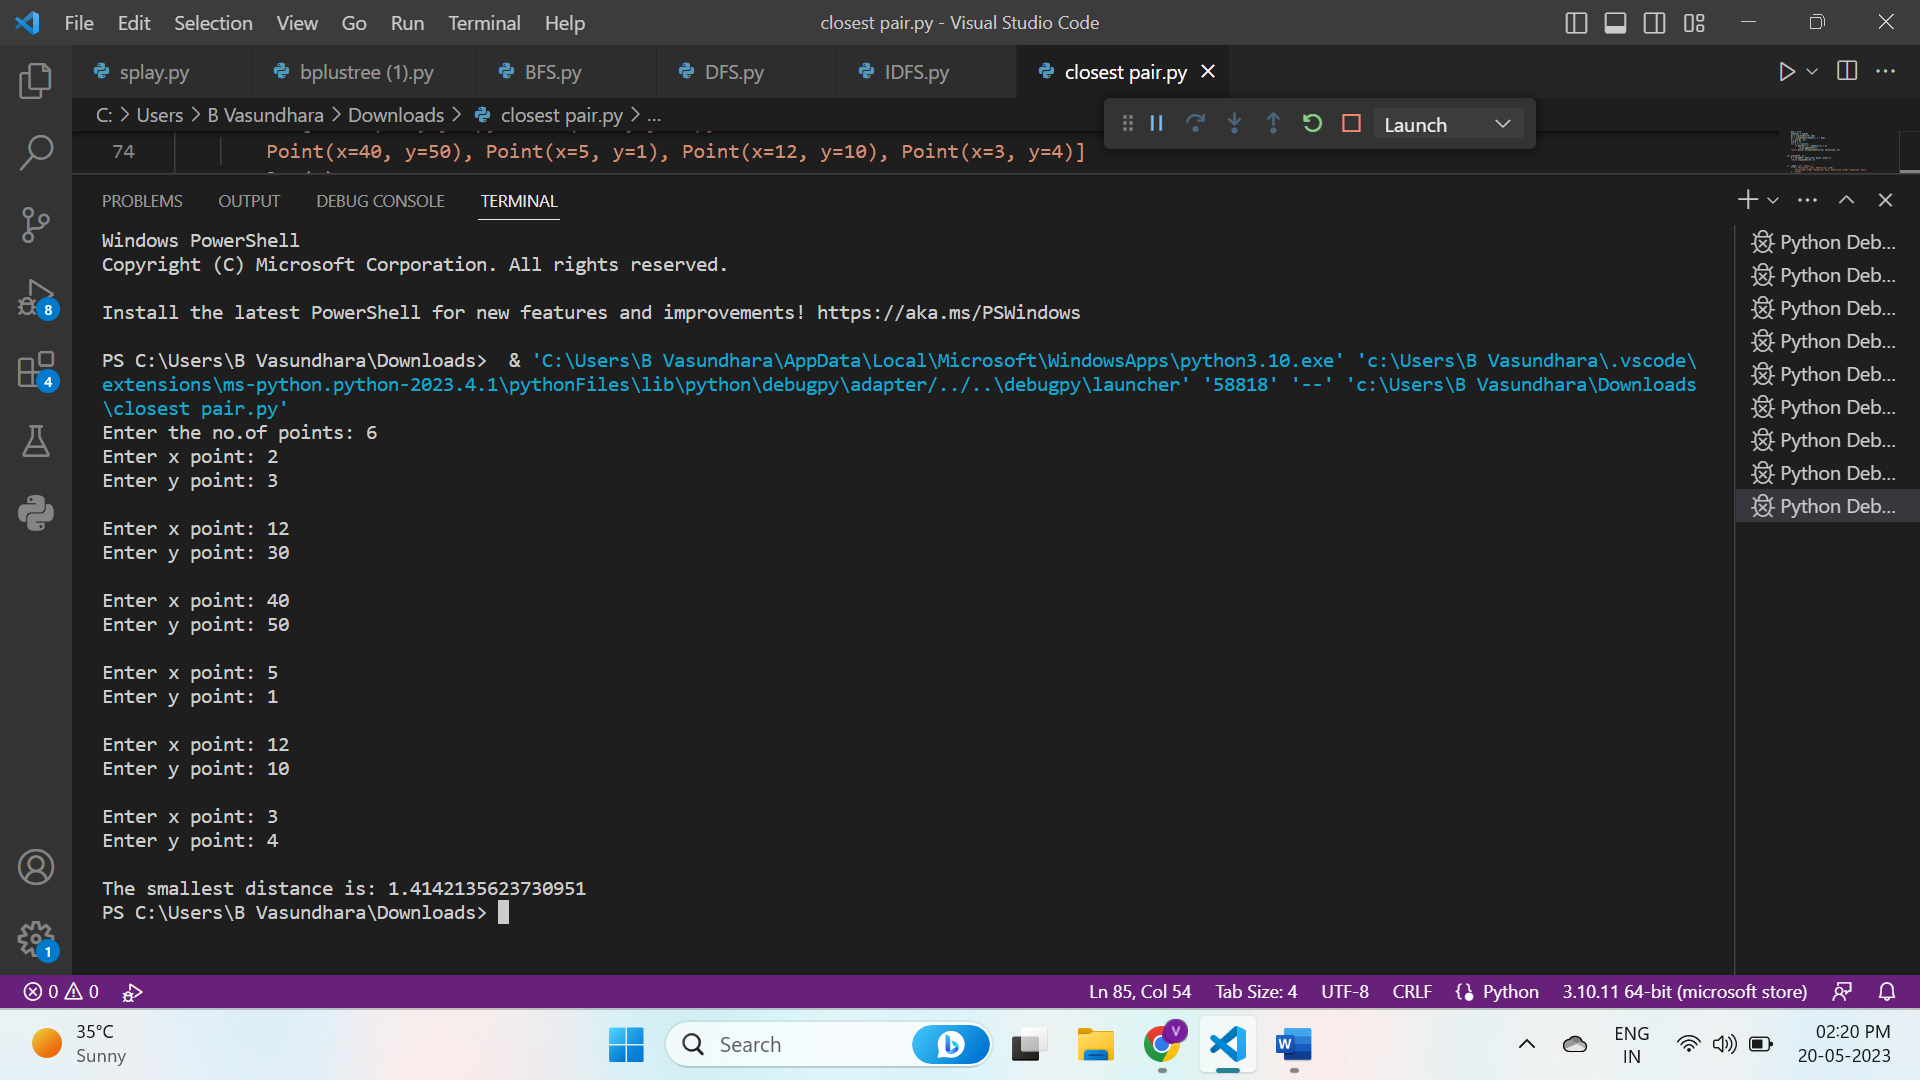 File Edit Selection View Go Run Terminal Help
closest pair.py - Visual Studio Code
splay.py bplustree (1).py BFS.py DFS.py IDFS.py closest pair.py
C: > Users > B Vasundhara > Downloads > closest pair.py > ...
Launch
74 Point(x=40, y=50), Point(x=5, y=1), Point(x=12, y=10), Point(x=3, y=4)]
PROBLEMS OUTPUT DEBUG CONSOLE TERMINAL
Windows PowerShell
Copyright (C) Microsoft Corporation. All rights reserved.
Install the latest PowerShell for new features and improvements! https://aka.ms/PSWindows
PS C:\Users\B Vasundhara\Downloads>  & 'C:\Users\B Vasundhara\AppData\Local\Microsoft\WindowsApps\python3.10.exe' 'c:\Users\B Vasundhara\.vscode\
extensions\ms-python.python-2023.4.1\pythonFiles\lib\python\debugpy\adapter/../..\debugpy\launcher' '58818' '--' 'c:\Users\B Vasundhara\Downloads
\closest pair.py'
Enter the no.of points: 6
Enter x point: 2
Enter y point: 3
Enter x point: 12
Enter y point: 30
Enter x point: 40
Enter y point: 50
Enter x point: 5
Enter y point: 1
Enter x point: 12
Enter y point: 10
Enter x point: 3
Enter y point: 4
The smallest distance is: 1.4142135623730951
PS C:\Users\B Vasundhara\Downloads>
Python Deb...
Python Deb...
Python Deb...
Python Deb...
Python Deb...
Python Deb...
Python Deb...
Python Deb...
Python Deb...
8
4
1
0 0
Ln 85, Col 54 Tab Size: 4 UTF-8 CRLF Python 3.10.11 64-bit (microsoft store)
35°C
Sunny
Search
V
W
ENG
IN
02:20 PM
20-05-2023